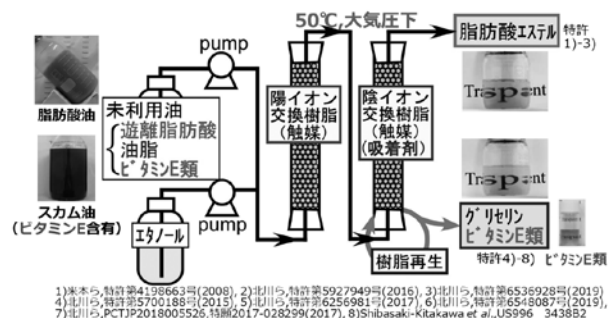 50℃,大気圧下
pump
脂肪酸エステル
特許
1)-3)
脂肪酸油
未利用油
遊離脂肪酸
油脂
ビタミンE類
陽イオン
交換樹脂
(触媒)
陰イオン
交換樹脂
(触媒)
(吸着剤)
Transpent
スカム油
(ビタミンE含有)
pump
エタノール
グリセリン
ビタミンE類
特許4)-8)
ビタミンE類
樹脂再生
1)米本ら,特許第4198663号(2008), 2)北川ら,特許第5927949号(2016), 3)北川ら,特許第6536928号(2019)
4)北川ら,特許第5700188号(2015), 5)北川ら,特許第6256981号(2017), 6)北川ら,特許第6548087号(2019),
7)北川ら,PCTJP2018005526,特願2017-028299(2017), 8)Shibasaki-Kitakawa et al.,US996 3438B2